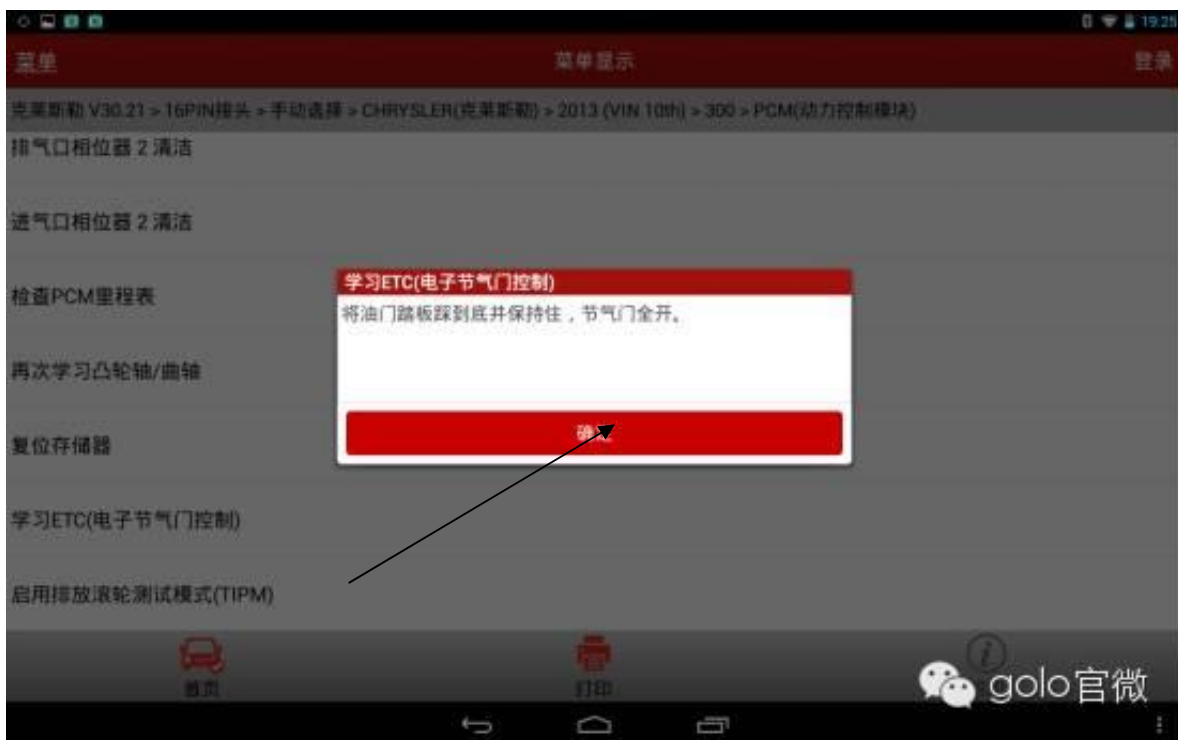 19:25
菜单
菜单显示
登录
克莱斯勒 V30.21 > 16PIN接头 > 手动选择 > CHRYSLER(克莱斯勒) > 2013 (VIN 10th) > 300 > PCM(动力控制模块)
排气口相位器 2 清洁
进气口相位器 2 清洁
检查PCM里程表
再次学习凸轮轴/曲轴
复位存储器
学习ETC(电子节气门控制)
启用排放滚轮测试模式(TIPM)
学习ETC(电子节气门控制)
将油门踏板踩到底并保持住，节气门全开。
确定
首页
打印
golo官微